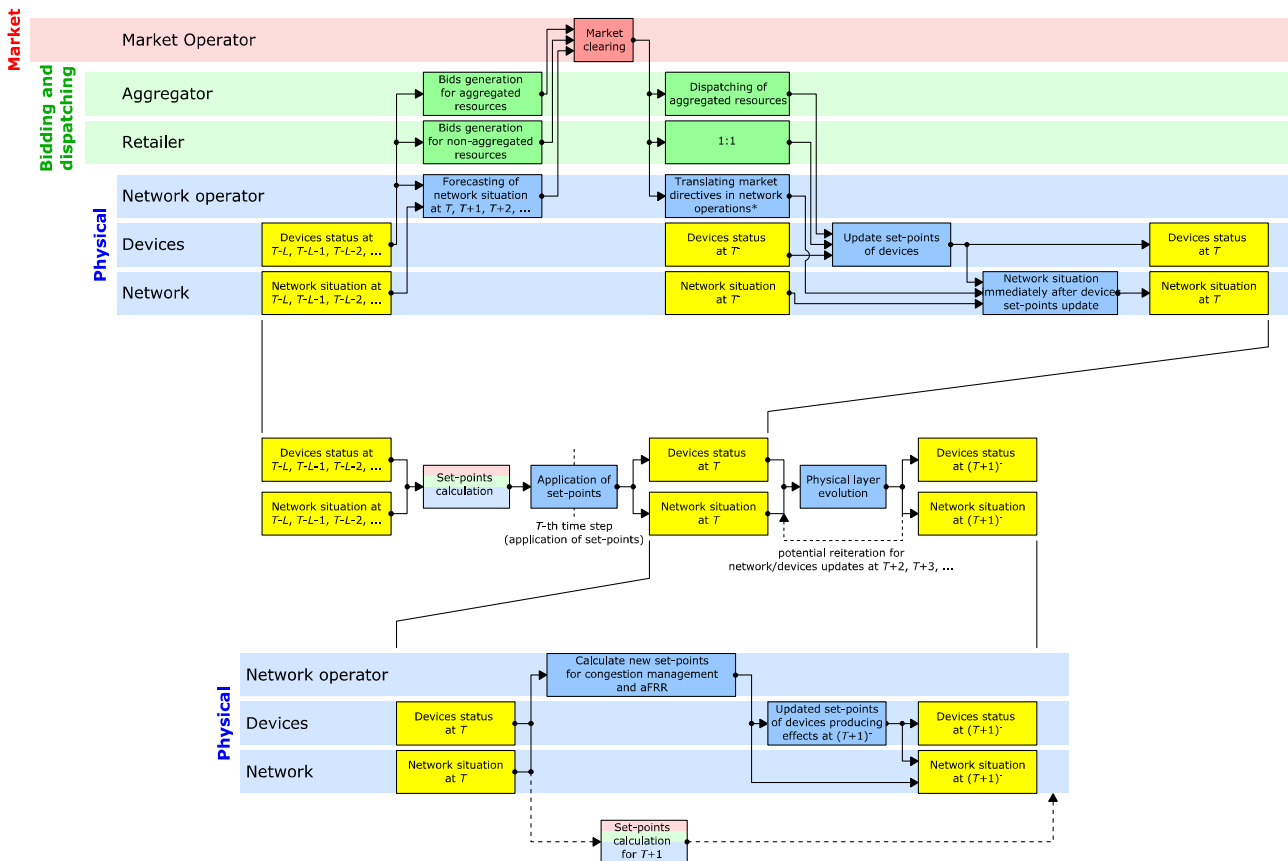 Market
Market Operator
Market
clearing
Bidding and
dispatching
Aggregator
Bids generation
for aggregated
resources
Dispatching of
aggregated resources
Retailer
Bids generation
for non-aggregated
resources
1:1
Physical
Network operator
Forecasting of
network situation
at T, T+1, T+2, ...
Translating market
directives in network
operations*
Devices
Devices status at
T-L, T-L-1, T-L-2, ...
Devices status
at T-
Update set-points
of devices
Devices status
at T
Network
Network situation at
T-L, T-L-1, T-L-2, ...
Network situation
at T-
Network situation
immediately after device
set-points update
Network situation
at T
Devices status at
T-L, T-L-1, T-L-2, ...
Network situation at
T-L, T-L-1, T-L-2, ...
Set-points
calculation
Application of
set-points
T-th time step
(application of set-points)
Devices status
at T
Network situation
at T
Physical layer
evolution
Devices status
at (T+1)-
Network situation
at (T+1)-
potential reiteration for
network/devices updates at T+2, T+3, ...
Physical
Network operator
Calculate new set-points
for congestion management
and aFRR
Devices
Devices status
at T
Updated set-points
of devices producing
effects at (T+1)-
Devices status
at (T+1)-
Network
Network situation
at T
Network situation
at (T+1)-
Set-points
calculation
for T+1